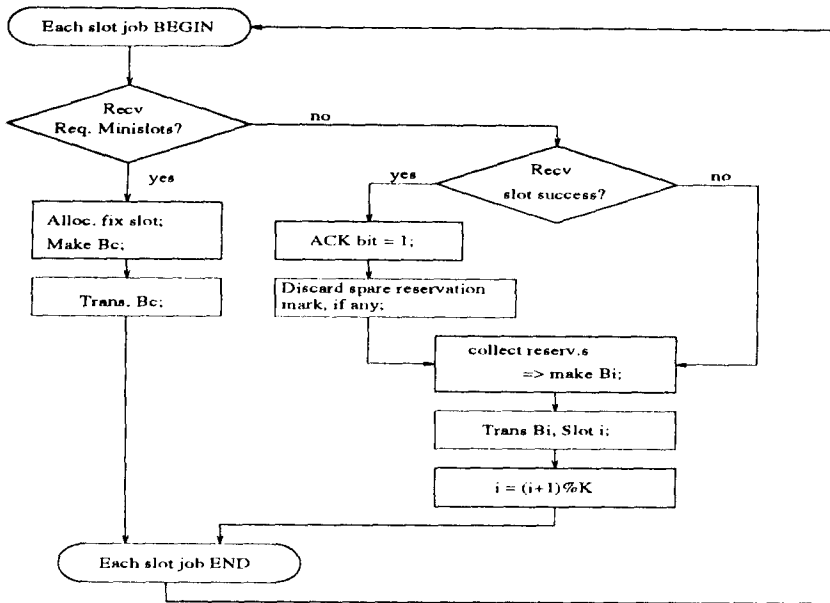 Each slot job BEGIN
Recv
Req. Minislots?
no
yes
Recv
slot success?
yes
no
Alloc. fix slot;
Make Bc;
ACK bit = 1;
Trans. Bc;
Discard spare reservation
mark, if any;
collect reserv.s
=> make Bi;
Trans Bi, Slot i;
i = (i+1)%K
Each slot job END